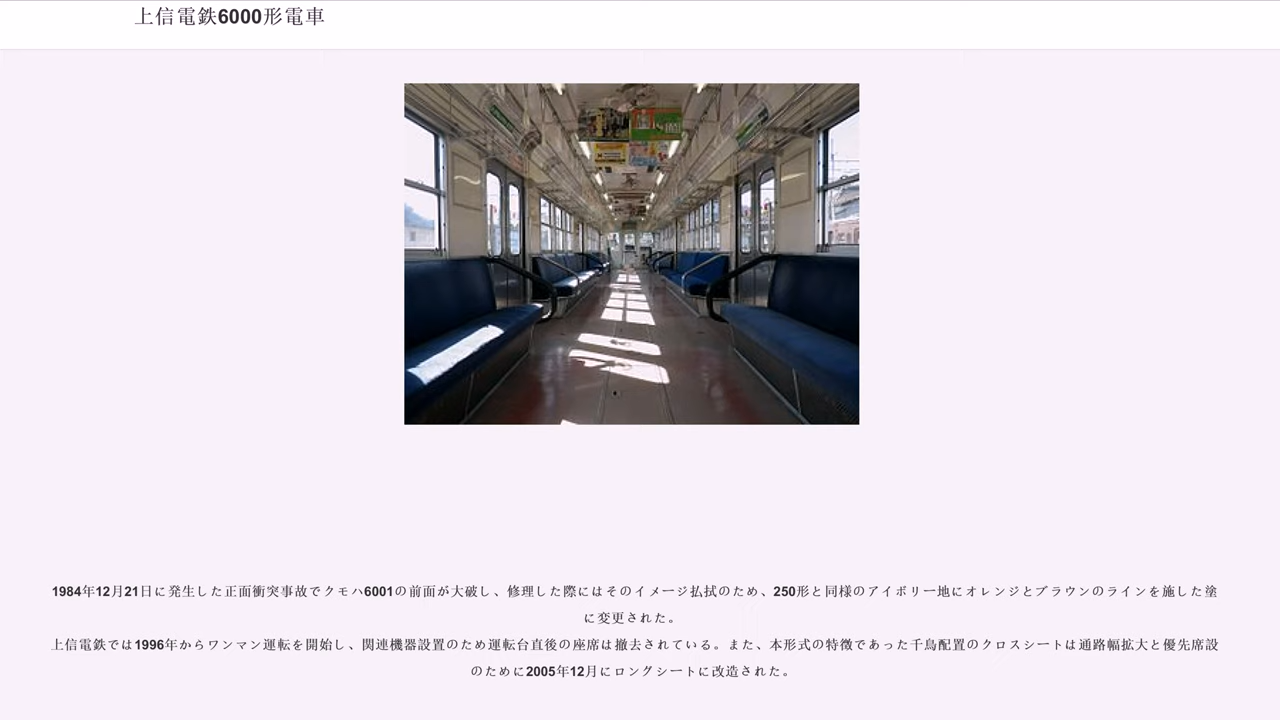 上信電鉄6000形電車
1984年12月21日に発生した正面衝突事故でクモハ6001の前面が大破し、修理した際にはそのイメージ払拭のため、250形と同様のアイボリー地にオレンジとブラウンのラインを施した塗
に変更された。
上信電鉄では1996年からワンマン運転を開始し、関連機器設置のため運転台直後の座席は撤去されている。また、本形式の特徴であった千鳥配置のクロスシートは通路幅拡大と優先席設
のために2005年12月にロングシートに改造された。